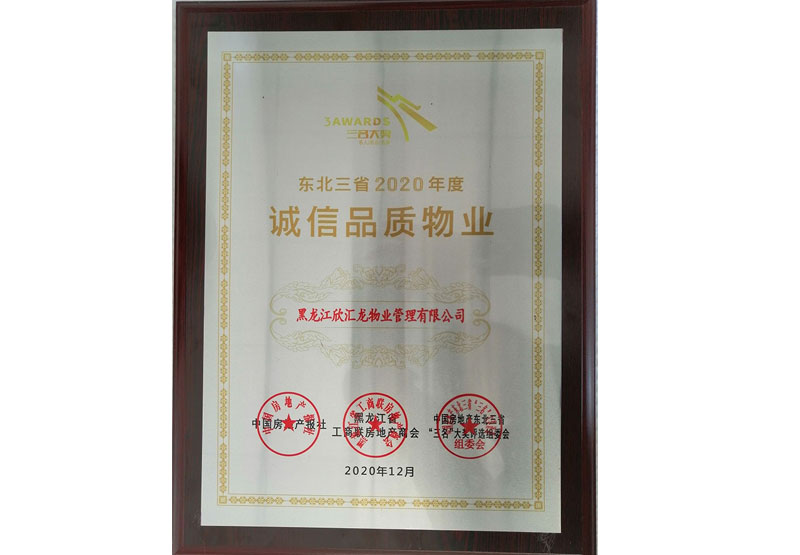 3AWARDS
三名大奖
东北三省2020年度
诚信品质物业
黑龙江欣汇龙物业管理有限公司
中国房地产报社
黑龙江省
工商联房地产商会
中国房地产东北三省
“三名”大奖评选组委会
组委会
2020年12月